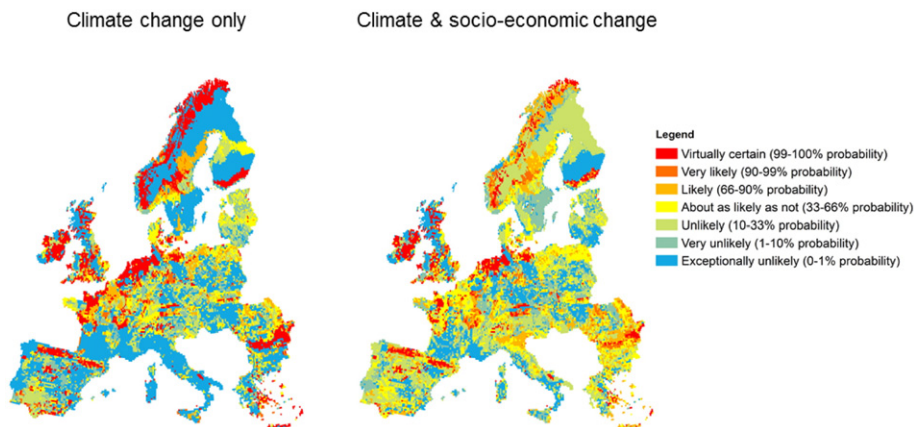 Climate change only
Climate & socio-economic change
Legend
Virtually certain (99-100% probability)
Very likely (90-99% probability)
Likely (66-90% probability)
About as likely as not (33-66% probability)
Unlikely (10-33% probability)
Very unlikely (1-10% probability)
Exceptionally unlikely (0-1% probability)